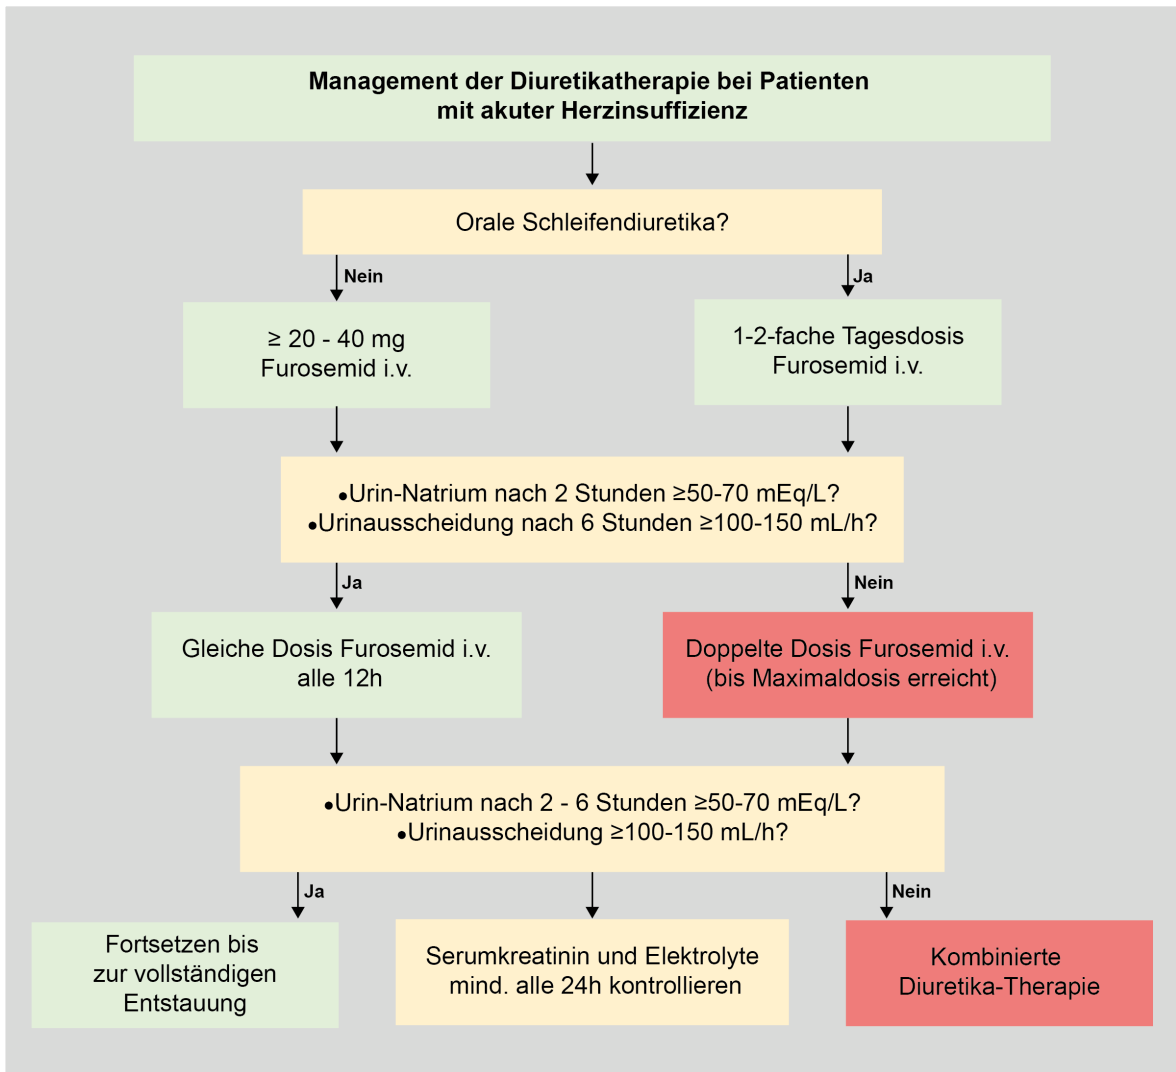 Management der Diuretikatherapie bei Patienten
mit akuter Herzinsuffizienz
Orale Schleifendiuretika?
Nein
Ja
≥ 20 - 40 mg
Furosemid i.v.
1-2-fache Tagesdosis
Furosemid i.v.
•Urin-Natrium nach 2 Stunden ≥50-70 mEq/L?
•Urinausscheidung nach 6 Stunden ≥100-150 mL/h?
Ja
Nein
Gleiche Dosis Furosemid i.v.
alle 12h
Doppelte Dosis Furosemid i.v.
(bis Maximaldosis erreicht)
•Urin-Natrium nach 2 - 6 Stunden ≥50-70 mEq/L?
•Urinausscheidung ≥100-150 mL/h?
Ja
Nein
Fortsetzen bis
zur vollständigen
Entstauung
Serumkreatinin und Elektrolyte
mind. alle 24h kontrollieren
Kombinierte
Diuretika-Therapie